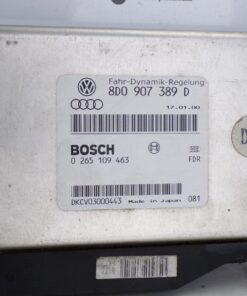 Fahr-Dynamik-Regelung
8D0 907 389 D
17.01.00
BOSCH
0 265 109 463
FDR
DKCV03000443 Made in Japan 081